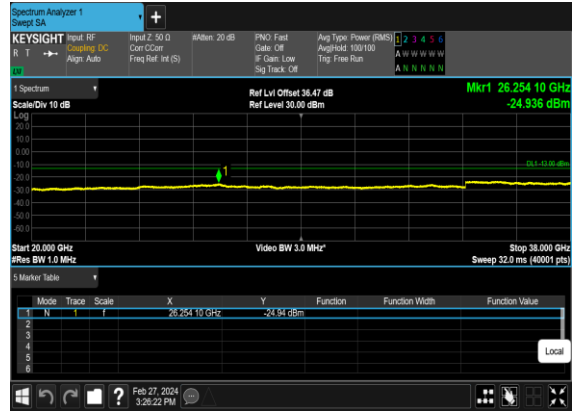 Spectrum Analyzer 1
Swept SA
+
KEYSIGHT Input: RF Input Z: 50 Ω #Atten: 20 dB PNO: Fast Avg Type: Power (RMS) 1 2 3 4 5 6
R T Coupling: DC Corr CCorr Gate: Off Avg|Hold: 100/100 A W W W W W
Align: Auto Freq Ref: Int (S) IF Gain: Low Trig: Free Run
Sig Track: Off A N N N N N
1 Spectrum Ref Lvl Offset 36.47 dB Mkr1 26.254 10 GHz
Scale/Div 10 dB Ref Level 30.00 dBm -24.936 dBm
Log
20.0
10.0
0.00
-10.0
DL1 -13.00 dBm
1
-20.0
-30.0
-40.0
-50.0
-60.0
Start 20.000 GHz Video BW 3.0 MHz* Stop 38.000 GHz
#Res BW 1.0 MHz Sweep 32.0 ms (40001 pts)
5 Marker Table
Mode Trace Scale X Y Function Function Width Function Value
1 N 1 f 26.254 10 GHz -24.94 dBm
2
3
4
5
6
Local
? Feb 27, 2024
3:26:22 PM